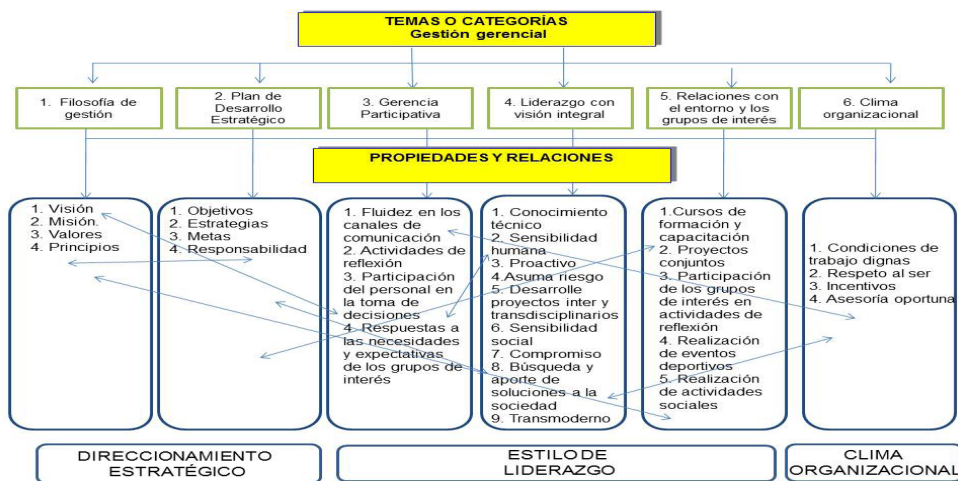 TEMAS O CATEGORÍAS
Gestión gerencial
1. Filosofía de
gestión
2. Plan de
Desarrollo
Estratégico
3. Gerencia
Participativa
4. Liderazgo con
visión integral
5. Relaciones con
el entorno y los
grupos de interés
6. Clima
organizacional
PROPIEDADES Y RELACIONES
1. Visión
2. Misión.
3. Valores
4. Principios
1. Objetivos
2. Estrategias
3. Metas
4. Responsabilidad
1. Fluidez en los
canales de
comunicación
2. Actividades de
reflexión
3. Participación
del personal en
la toma de
decisiones
4. Respuestas a
las necesidades
y expectativas
de los grupos de
interés
1. Conocimiento
técnico
2. Sensibilidad
humana
3. Proactivo
4.Asuma riesgo
5. Desarrolle
proyectos inter y
transdisciplinarios
6. Sensibilidad
social
7. Compromiso
8. Búsqueda y
aporte de
soluciones a la
sociedad
9. Transmoderno
1.Cursos de
formación y
capacitación
2. Proyectos
conjuntos
3. Participación
de los grupos
de interés en
actividades de
reflexión
4. Realización
de eventos
deportivos
5. Realización
de actividades
sociales
1. Condiciones de
trabajo dignas
2. Respeto al ser
3. Incentivos
4. Asesoría oportuna
DIRECCIONAMIENTO
ESTRATÉGICO
ESTILO DE
LIDERAZGO
CLIMA
ORGANIZACIONAL